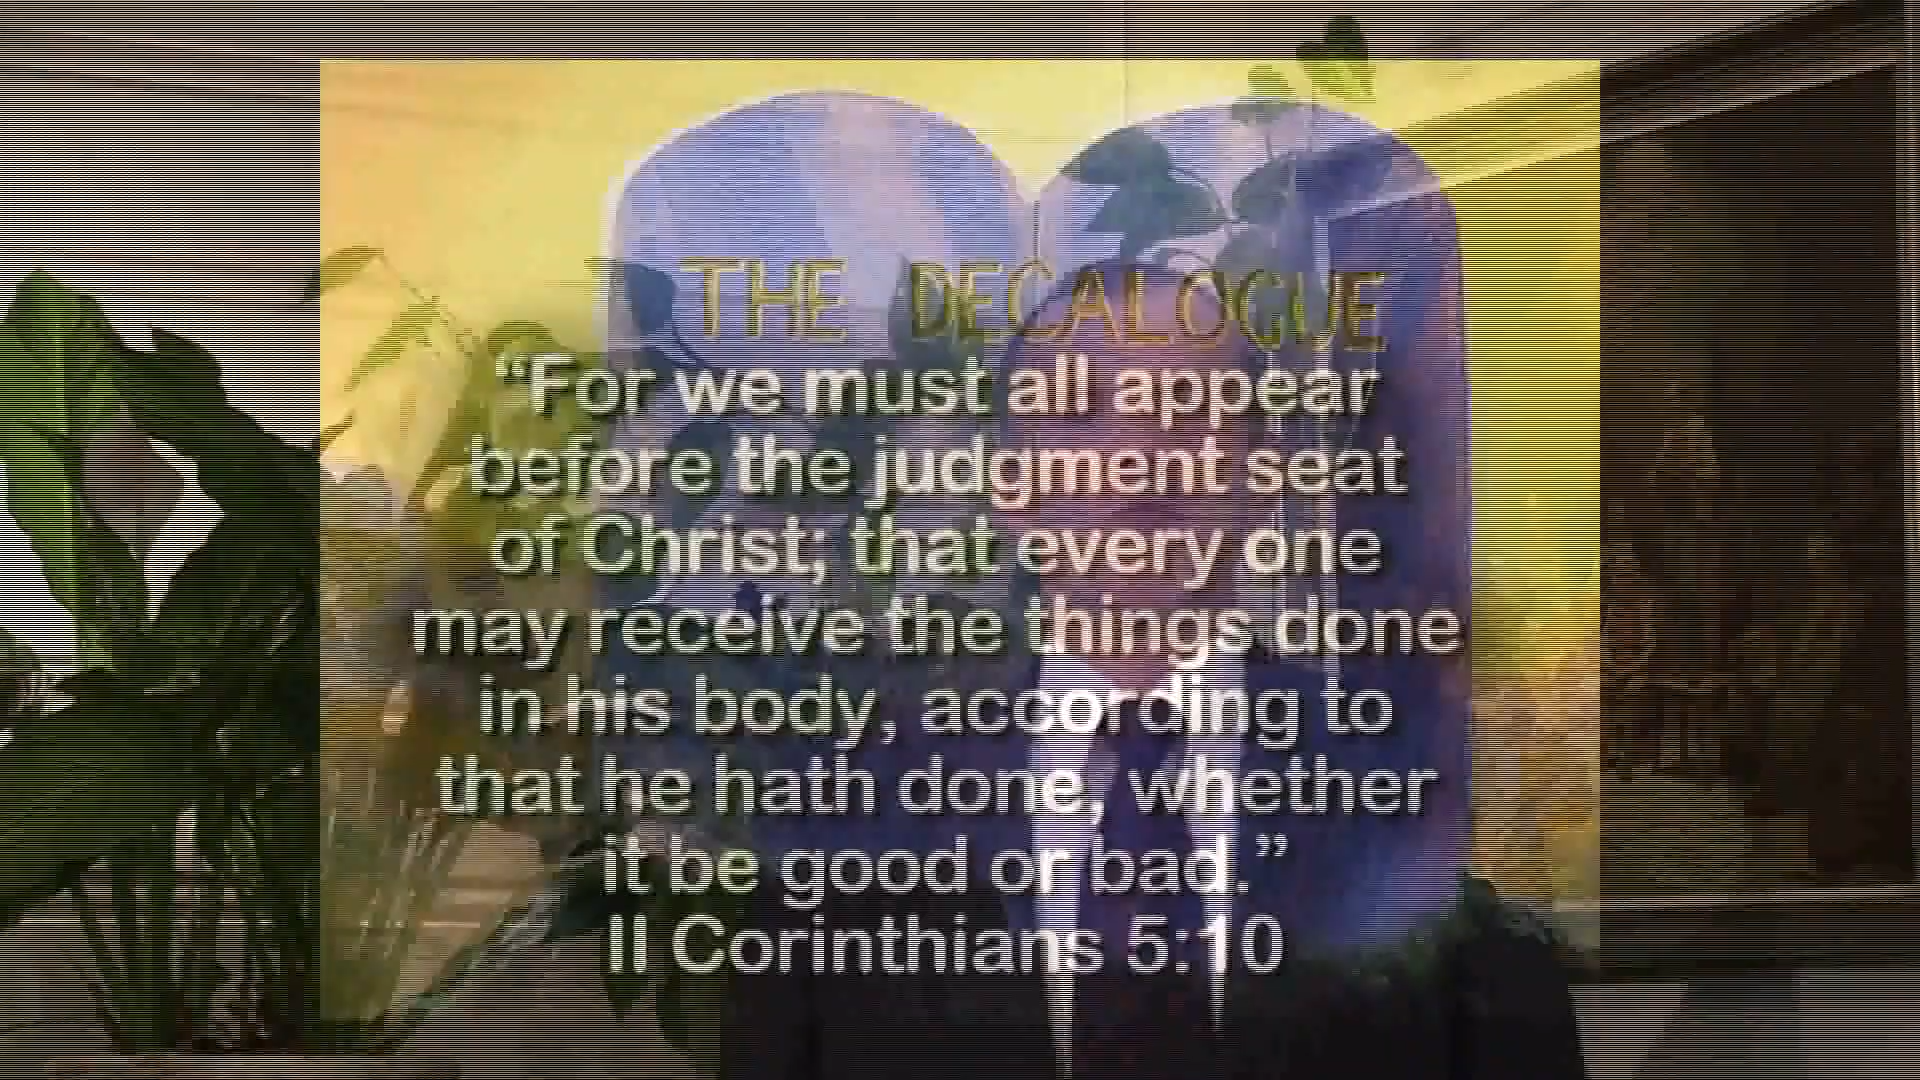 THE DECALOGUE
“For we must all appear
before the judgment seat
of Christ; that every one
may receive the things done
in his body, according to
that he hath done, whether
it be good or bad.”
II Corinthians 5:10